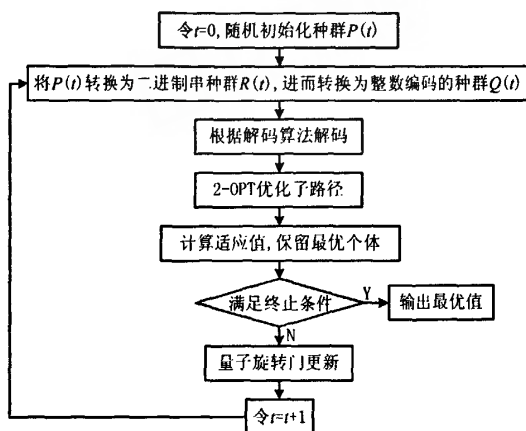 令t=0,随机初始化种群P(t)
将P(t)转换为二进制串种群R(t),进而转换为整数编码的种群Q(t)
根据解码算法解码
2-OPT优化子路径
计算适应值,保留最优个体
满足终止条件
Y
输出最优值
N
量子旋转门更新
令t=t+1